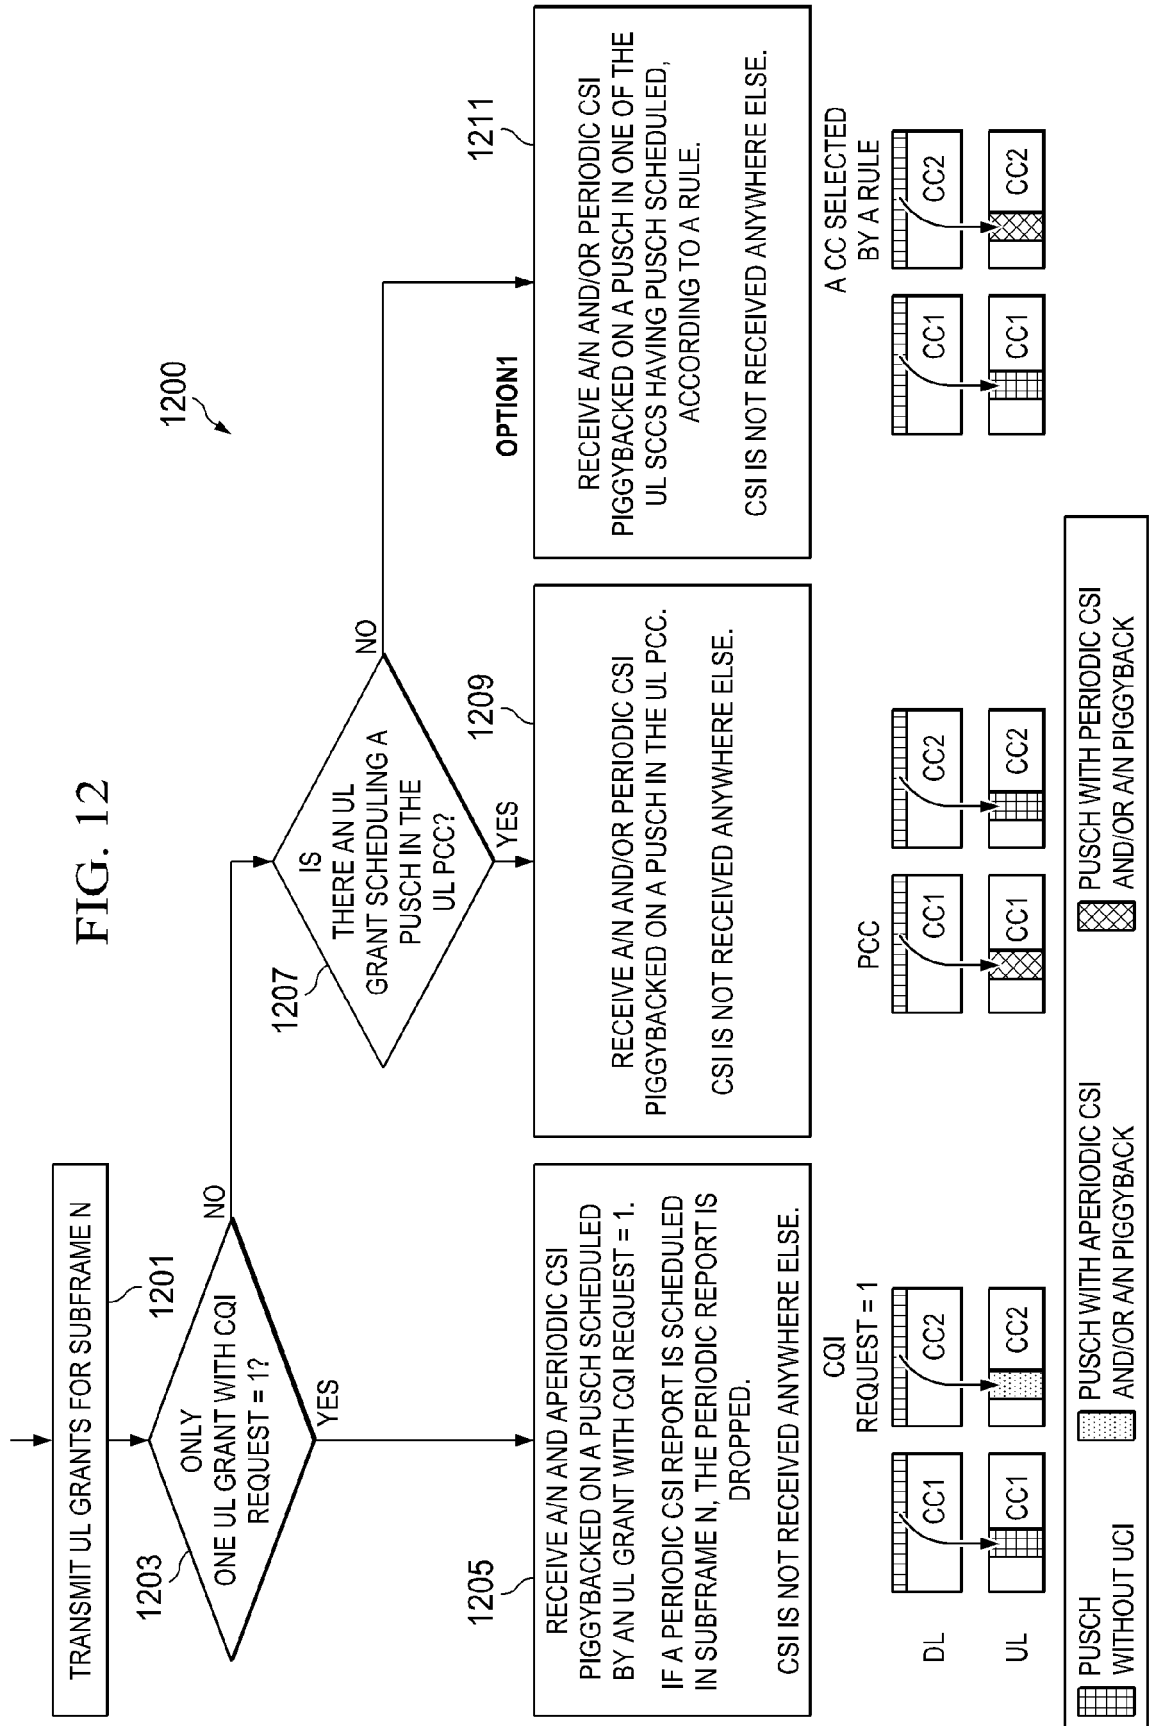 FIG. 12
1200
TRANSMIT UL GRANTS FOR SUBFRAME N
1201
1203
ONLY
ONE UL GRANT WITH CQI
REQUEST = 1?
NO
YES
1207
IS
THERE AN UL
GRANT SCHEDULING A
PUSCH IN THE
UL PCC?
NO
YES
1205
RECEIVE A/N AND APERIODIC CSI
PIGGYBACKED ON A PUSCH SCHEDULED
BY AN UL GRANT WITH CQI REQUEST = 1.
IF A PERIODIC CSI REPORT IS SCHEDULED
IN SUBFRAME N, THE PERIODIC REPORT IS
DROPPED.
CSI IS NOT RECEIVED ANYWHERE ELSE.
1209
RECEIVE A/N AND/OR PERIODIC CSI
PIGGYBACKED ON A PUSCH IN THE UL PCC.
CSI IS NOT RECEIVED ANYWHERE ELSE.
OPTION1
1211
RECEIVE A/N AND/OR PERIODIC CSI
PIGGYBACKED ON A PUSCH IN ONE OF THE
UL SCCS HAVING PUSCH SCHEDULED,
ACCORDING TO A RULE.
CSI IS NOT RECEIVED ANYWHERE ELSE.
CQI
REQUEST = 1
PCC
A CC SELECTED
BY A RULE
DL
CC1
CC2
CC1
CC2
CC1
CC2
UL
CC1
CC2
CC1
CC2
CC1
CC2
PUSCH
WITHOUT UCI
PUSCH WITH APERIODIC CSI
AND/OR A/N PIGGYBACK
PUSCH WITH PERIODIC CSI
AND/OR A/N PIGGYBACK